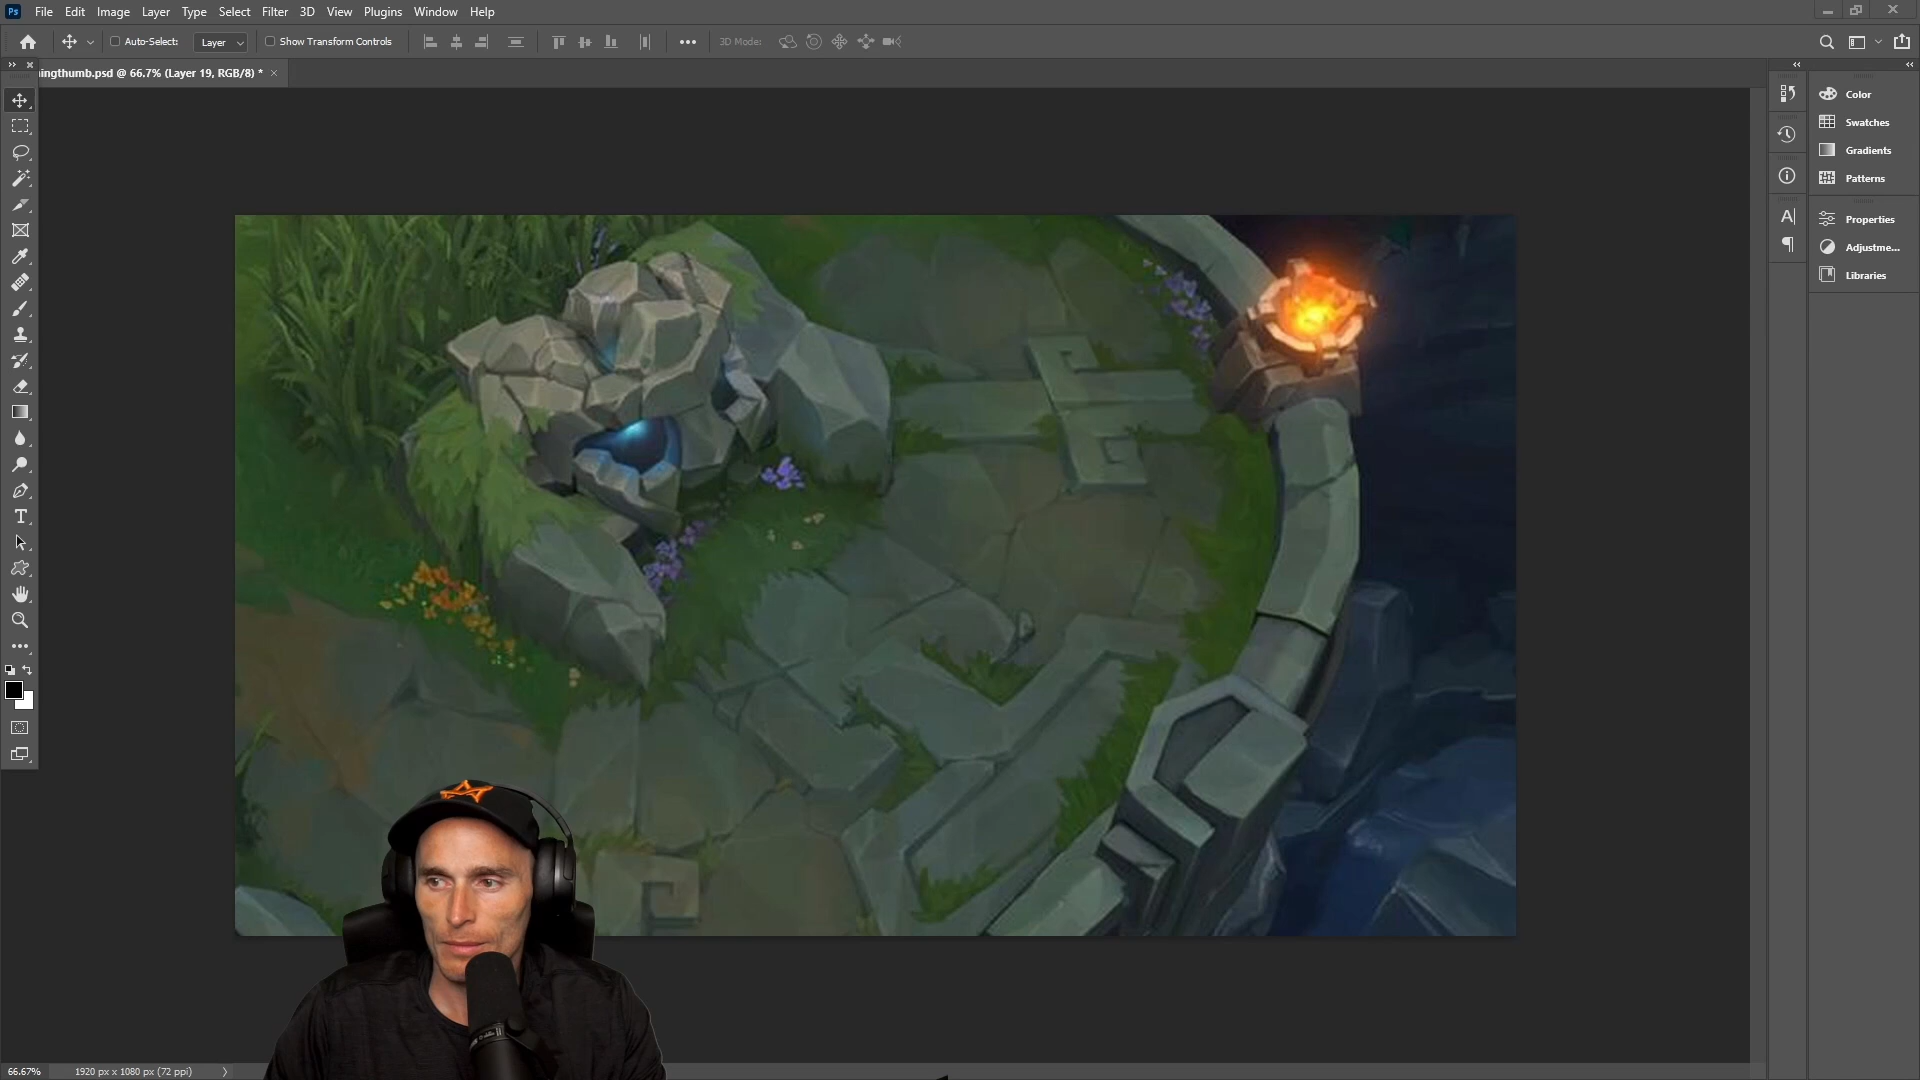 Ps File Edit Image Layer Type Select Filter 3D View Plugins Window Help
Auto-Select: Layer Show Transform Controls 3D Mode:
ingthumb.psd @ 66.7% (Layer 19, RGB/8) *
Color
Swatches
Gradients
Patterns
Properties
Adjustme...
Libraries
66.67% 1920 px x 1080 px (72 ppi)